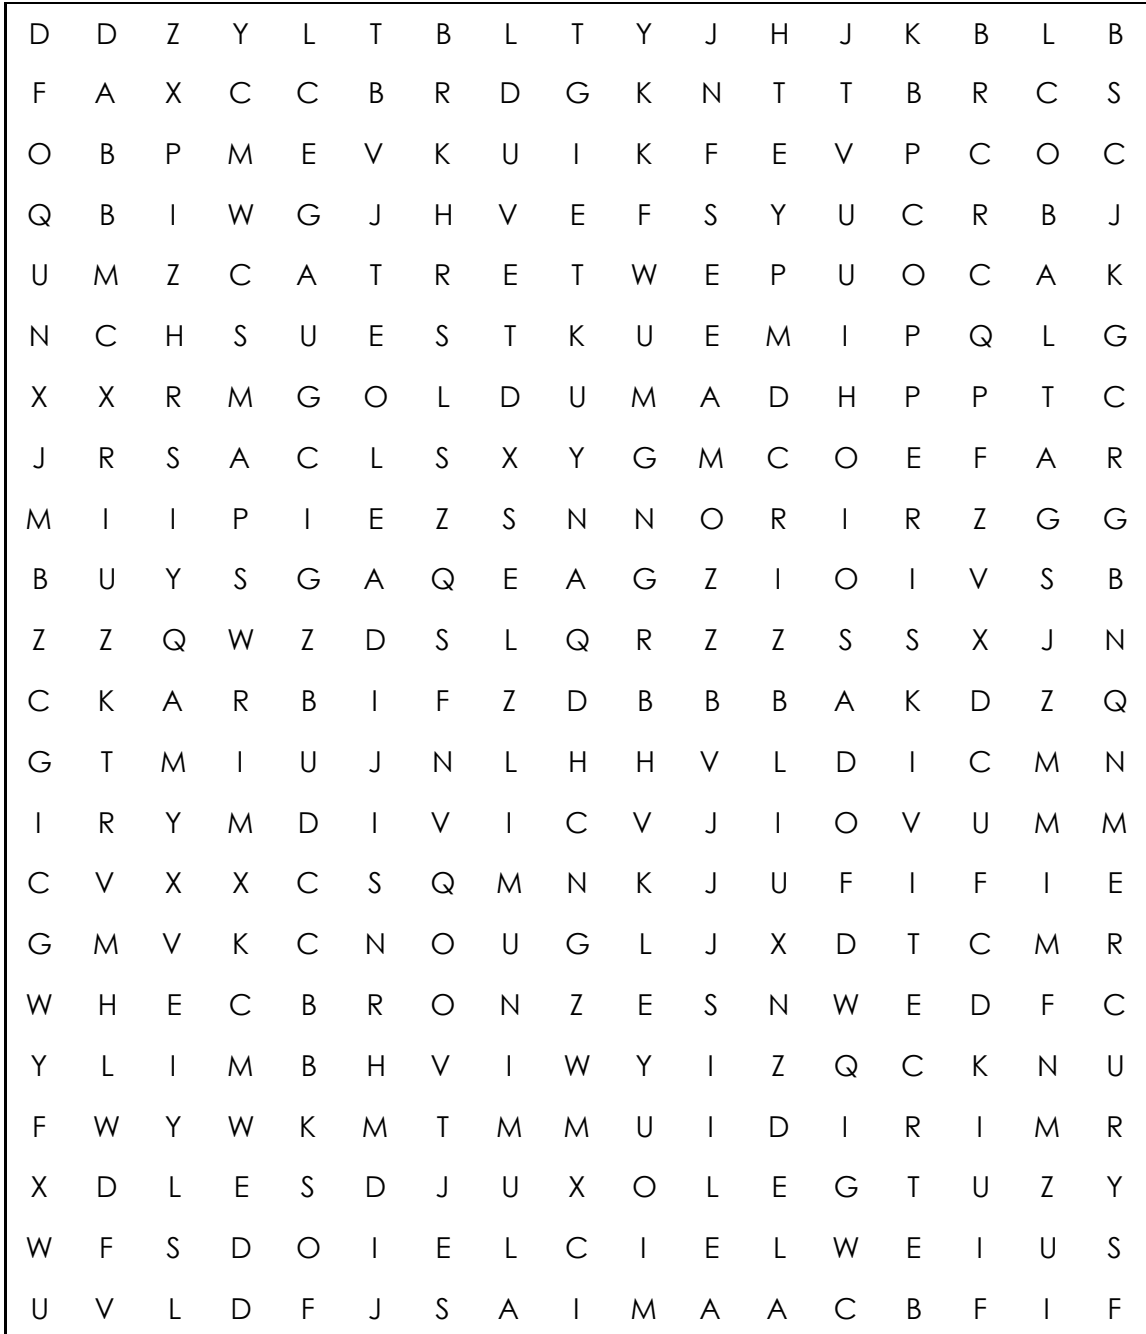 D D Z Y L T B L T Y J H J K B L B
F A X C C B R D G K N T T B R C S
O B P M E V K U I K F E V P C O C
Q B I W G J H V E F S Y U C R B J
U M Z C A T R E T W E P U O C A K
N C H S U E S T K U E M I P Q L G
X X R M G O L D U M A D H P P T C
J R S A C L S X Y G M C O E F A R
M I I P I E Z S N N O R I R Z G G
B U Y S G A Q E A G Z I O I V S B
Z Z Q W Z D S L Q R Z Z S S X J N
C K A R B I F Z D B B B A K D Z Q
G T M I U J N L H H V L D I C M N
I R Y M D I V I C V J I O V U M M
C V X X C S Q M N K J U F I F I E
G M V K C N O U G L J X D T C M R
W H E C B R O N Z E S N W E D F C
Y L I M B H V I W Y I Z Q C K N U
F W Y W K M T M M U I D I R I M R
X D L E S D J U X O L E G T U Z Y
W F S D O I E L C I E L W E I U S
U V L D F J S A I M A A C B F I F